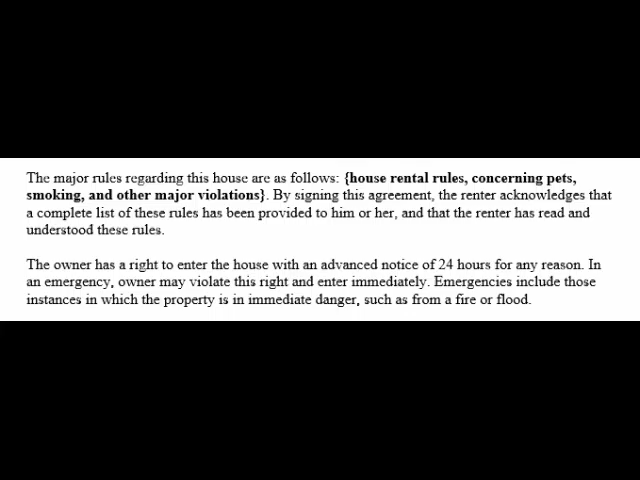 The major rules regarding this house are as follows: {house rental rules, concerning pets,
smoking, and other major violations}. By signing this agreement, the renter acknowledges that
a complete list of these rules has been provided to him or her, and that the renter has read and
understood these rules.
The owner has a right to enter the house with an advanced notice of 24 hours for any reason. In
an emergency, owner may violate this right and enter immediately. Emergencies include those
instances in which the property is in immediate danger, such as from a fire or flood.